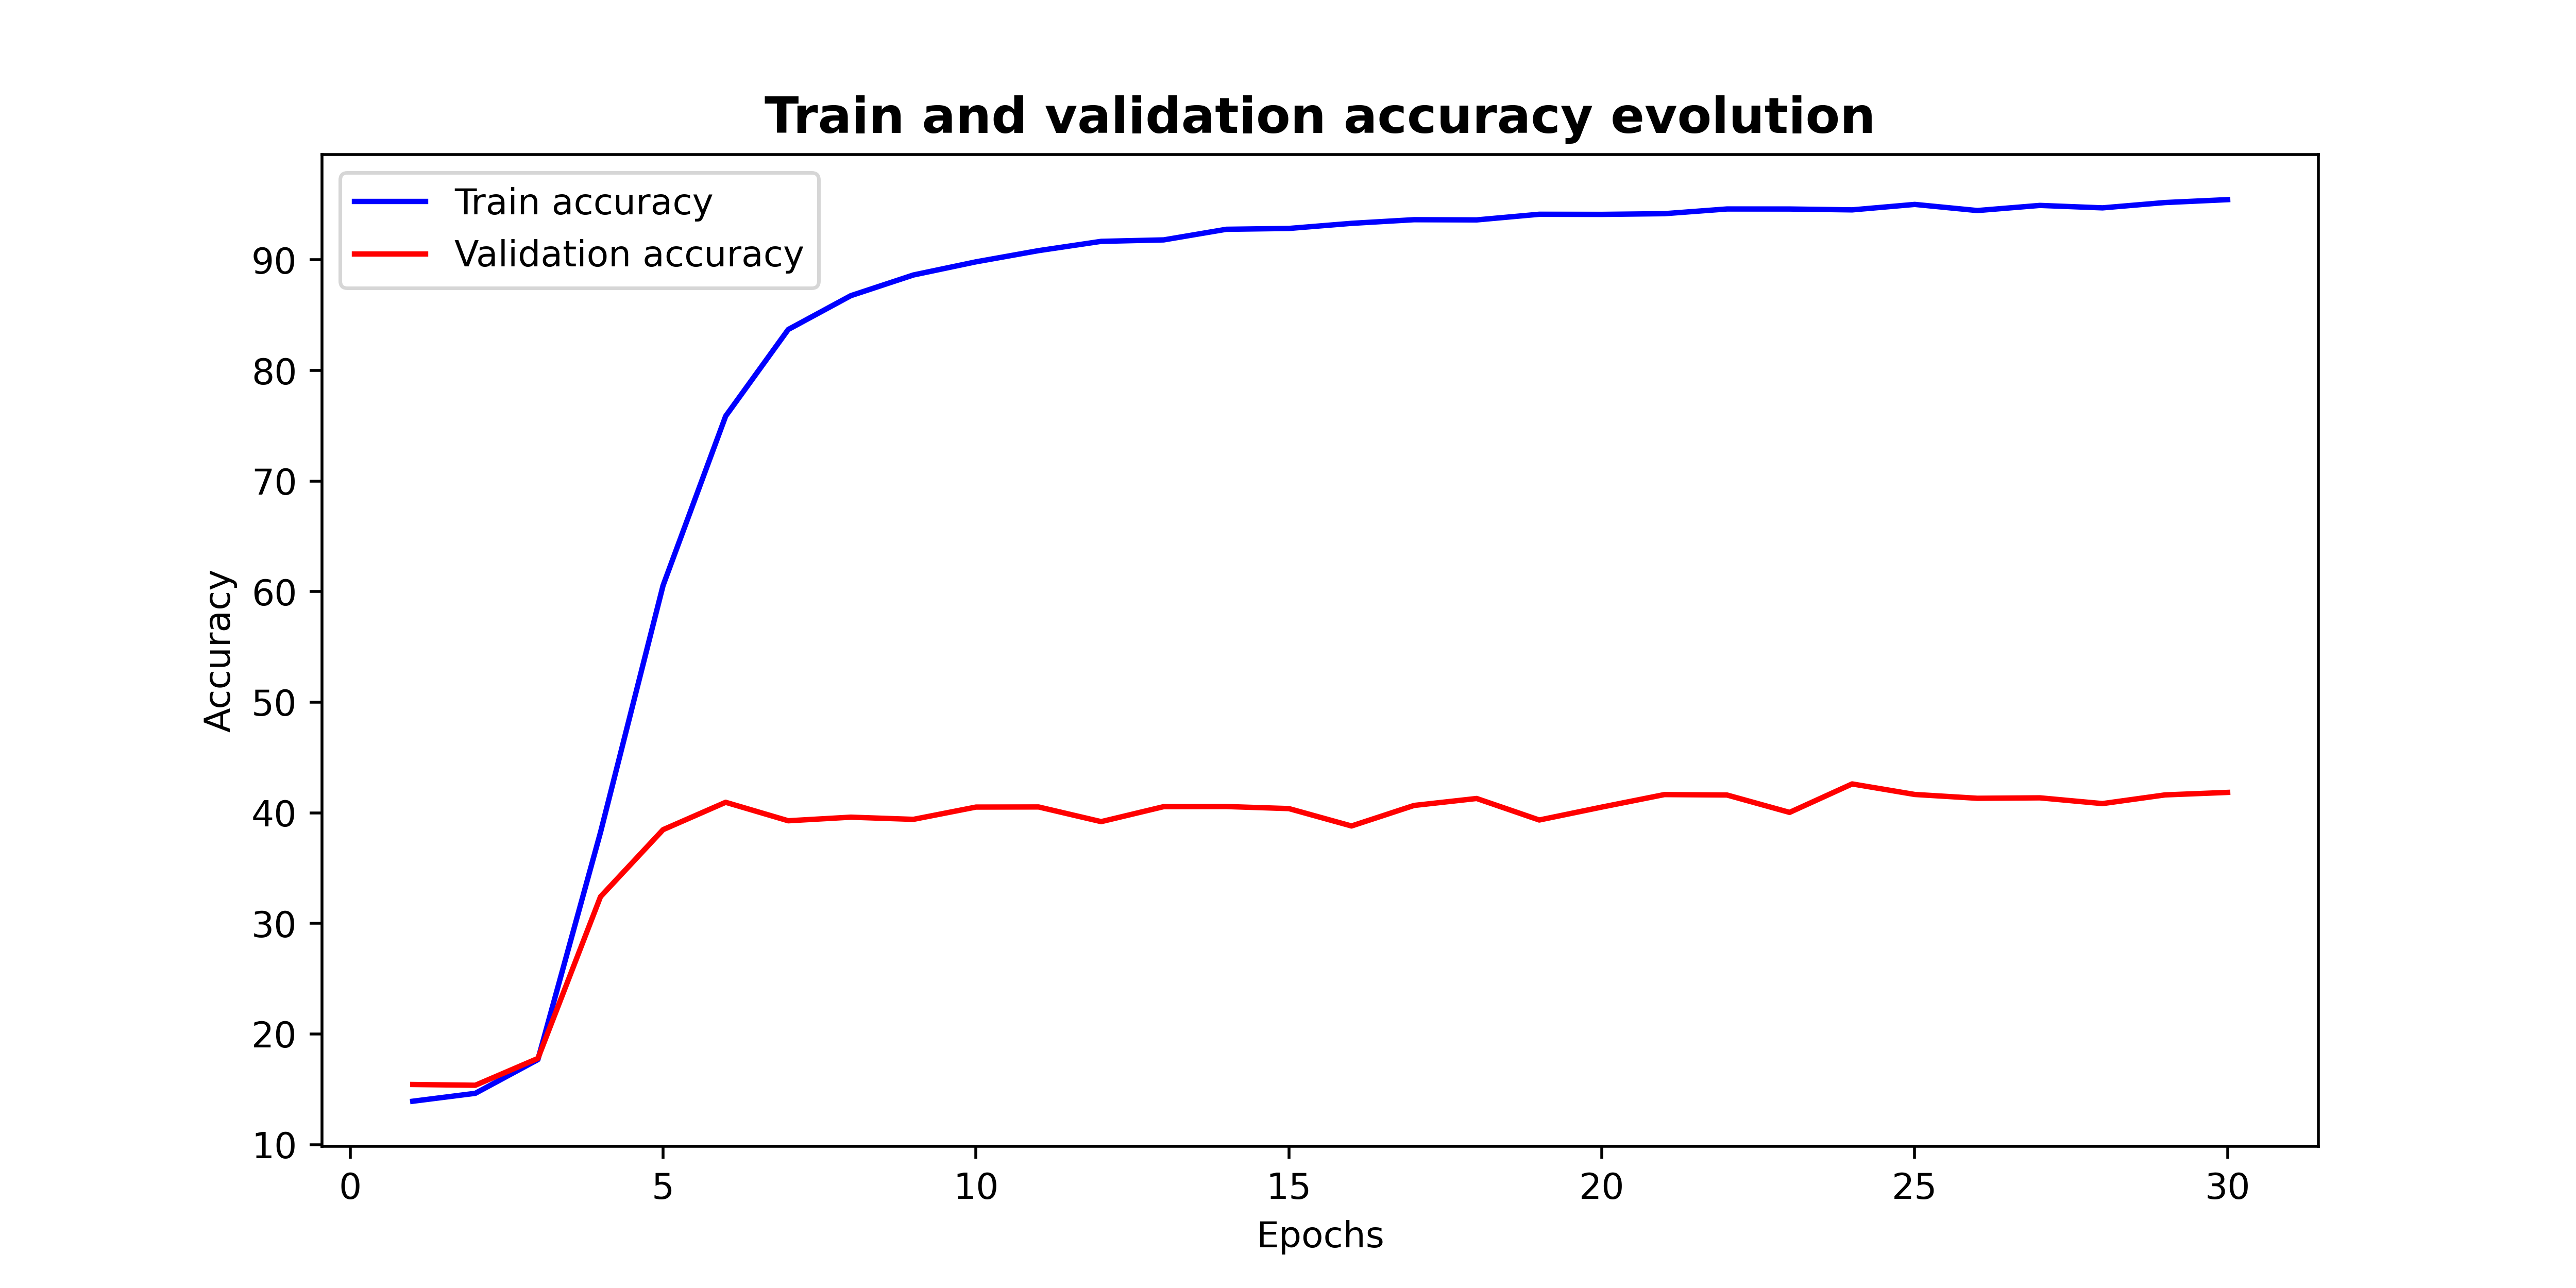 Train and validation accuracy evolution
Train accuracy
Validation accuracy
Accuracy
90
80
70
60
50
40
30
20
10
0 5 10 15 20 25 30
Epochs